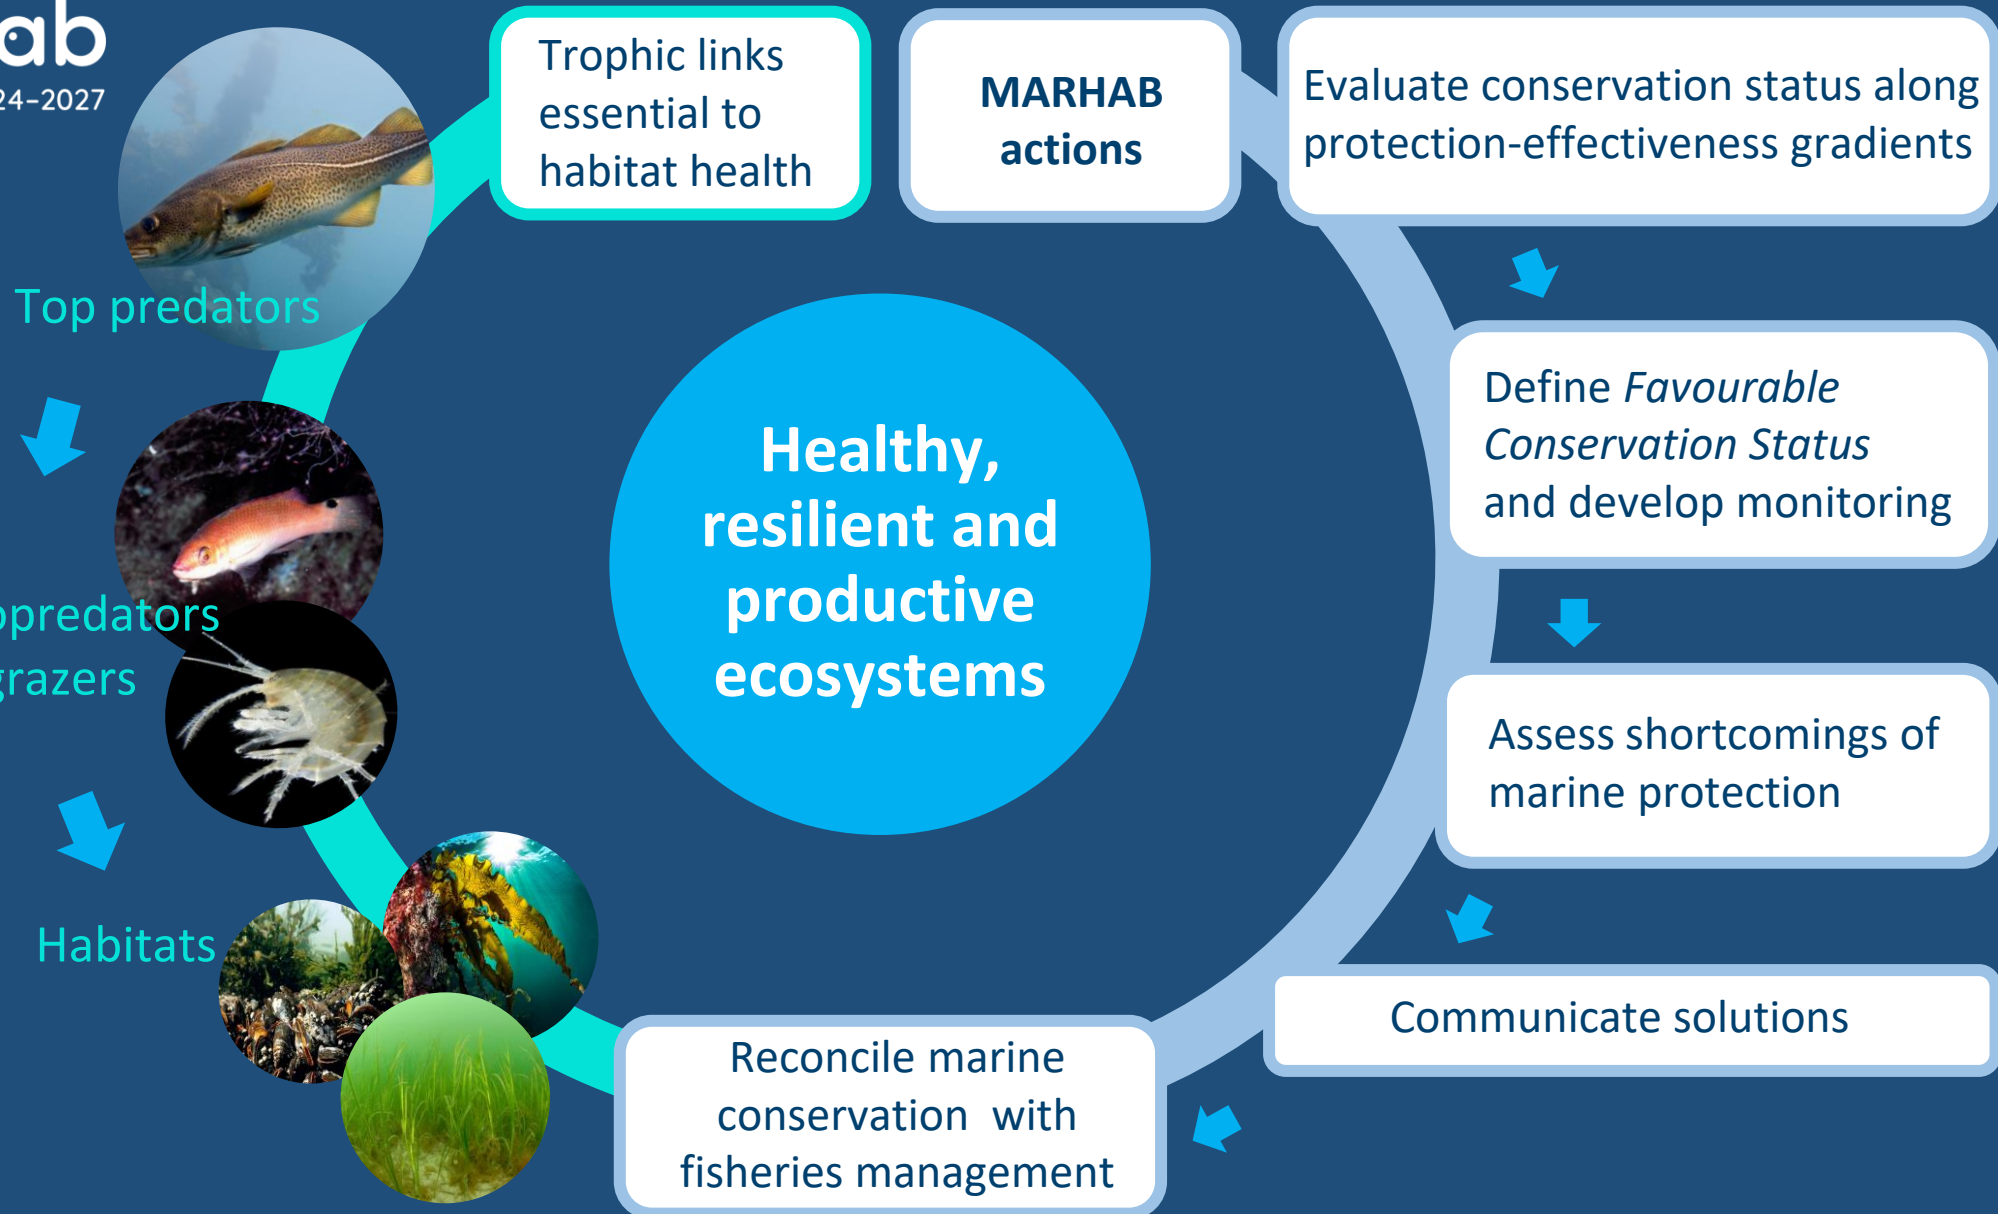 ab
24-2027
Trophic links
essential to
habitat health
MARHAB
actions
Evaluate conservation status along
protection-effectiveness gradients
Top predators
Define Favourable
Conservation Status
and develop monitoring
Healthy,
resilient and
productive
ecosystems
opredators
grazers
Assess shortcomings of
marine protection
Habitats
Communicate solutions
Reconcile marine
conservation with
fisheries management